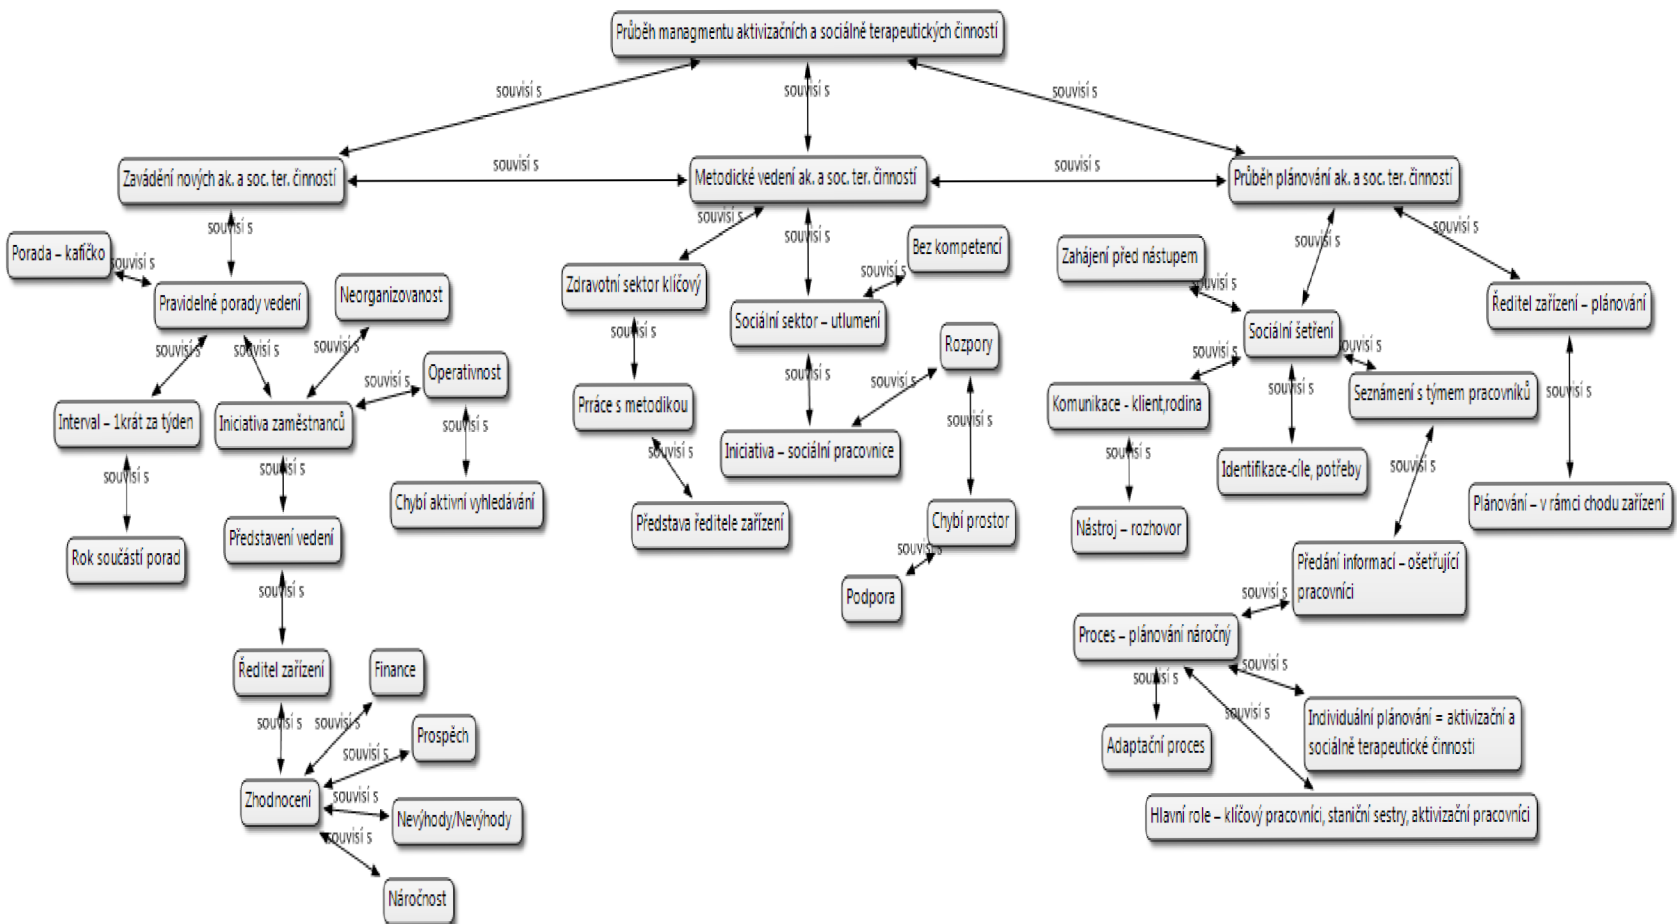 Průběh managmentu aktivizačních a sociálně terapeutických činností
souvisí s
souvisí s
souvisí s
Zavádění nových ak. a soc. ter. činností
souvisí s
Metodické vedení ak. a soc. ter. činností
souvisí s
Průběh plánování ak. a soc. ter. činností
souvisí s
souvisí s
souvisí s
souvisí s
souvisí s
Porada – kafíčko
souvisí s
Pravidelné porady vedení
Neorganizovanost
souvisí s
souvisí s
souvisí s
Operativnost
souvisí s
souvisí s
Interval – 1krát za týden
Iniciativa zaměstnanců
souvisí s
souvisí s
Chybí aktivní vyhledávání
Rok součástí porad
Představení vedení
souvisí s
Ředitel zařízení
souvisí s
souvisí s
Finance
souvisí s
Prospěch
Zhodnocení
souvisí s
Nevýhody/Nevýhody
souvisí s
Náročnost
Zdravotní sektor klíčový
souvisí s
Prráce s metodikou
souvisí s
Představa ředitele zařízení
Bez kompetencí
souvisí s
Sociální sektor – utlumení
souvisí s
souvisí s
Rozpory
Iniciativa – sociální pracovnice
souvisí s
Chybí prostor
souvisí s
Podpora
Zahájení před nástupem
souvisí s
Sociální šetření
souvisí s
souvisí s
souvisí s
Komunikace - klient,rodina
souvisí s
Nástroj – rozhovor
Identifikace-cíle, potřeby
Seznámení s týmem pracovníků
souvisí s
Ředitel zařízení – plánování
souvisí s
Plánování – v rámci chodu zařízení
Předání informací – ošetřující
pracovníci
souvisí s
Proces – plánování náročný
souvisí s
souvisí s
souvisí s
Adaptační proces
Individuální plánování = aktivizační a
sociálně terapeutické činnosti
Hlavní role – klíčový pracovníci, staniční sestry, aktivizační pracovníci